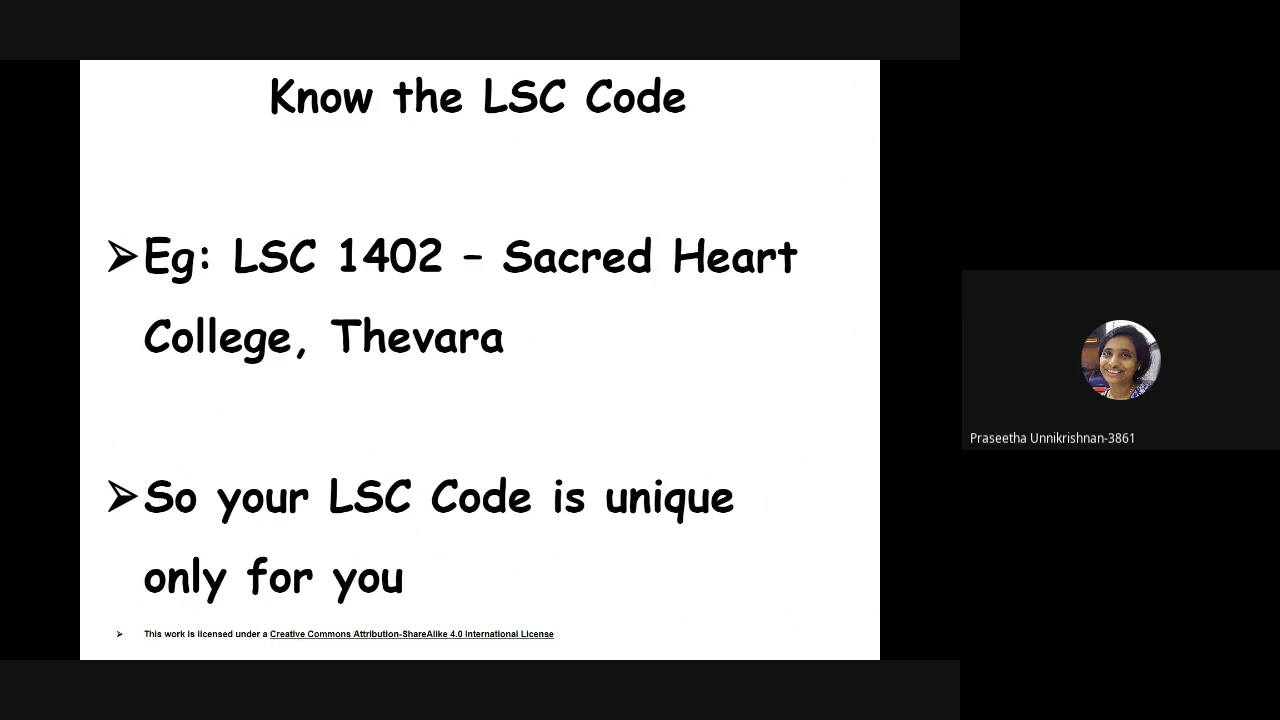 Know the LSC Code
➢Eg: LSC 1402 – Sacred Heart
College, Thevara
➢So your LSC Code is unique
only for you
➢ This work is licensed under a Creative Commons Attribution-ShareAlike 4.0 International License
Praseetha Unnikrishnan-3861